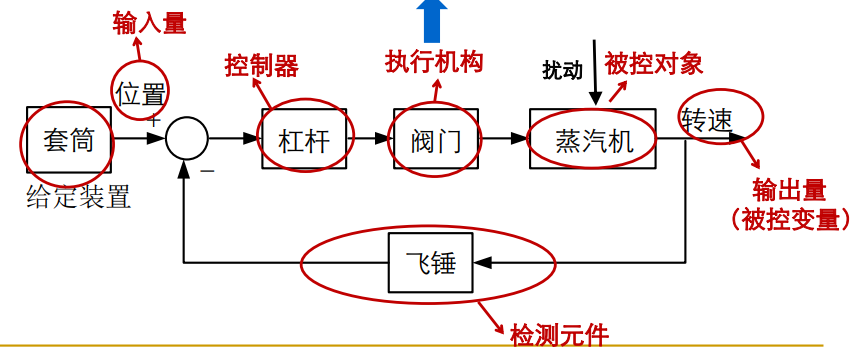 输入量
控制器
执行机构
扰动
被控对象
位置
+
转速
套筒
杠杆
阀门
蒸汽机
−
给定装置
输出量
（被控变量）
飞锤
检测元件